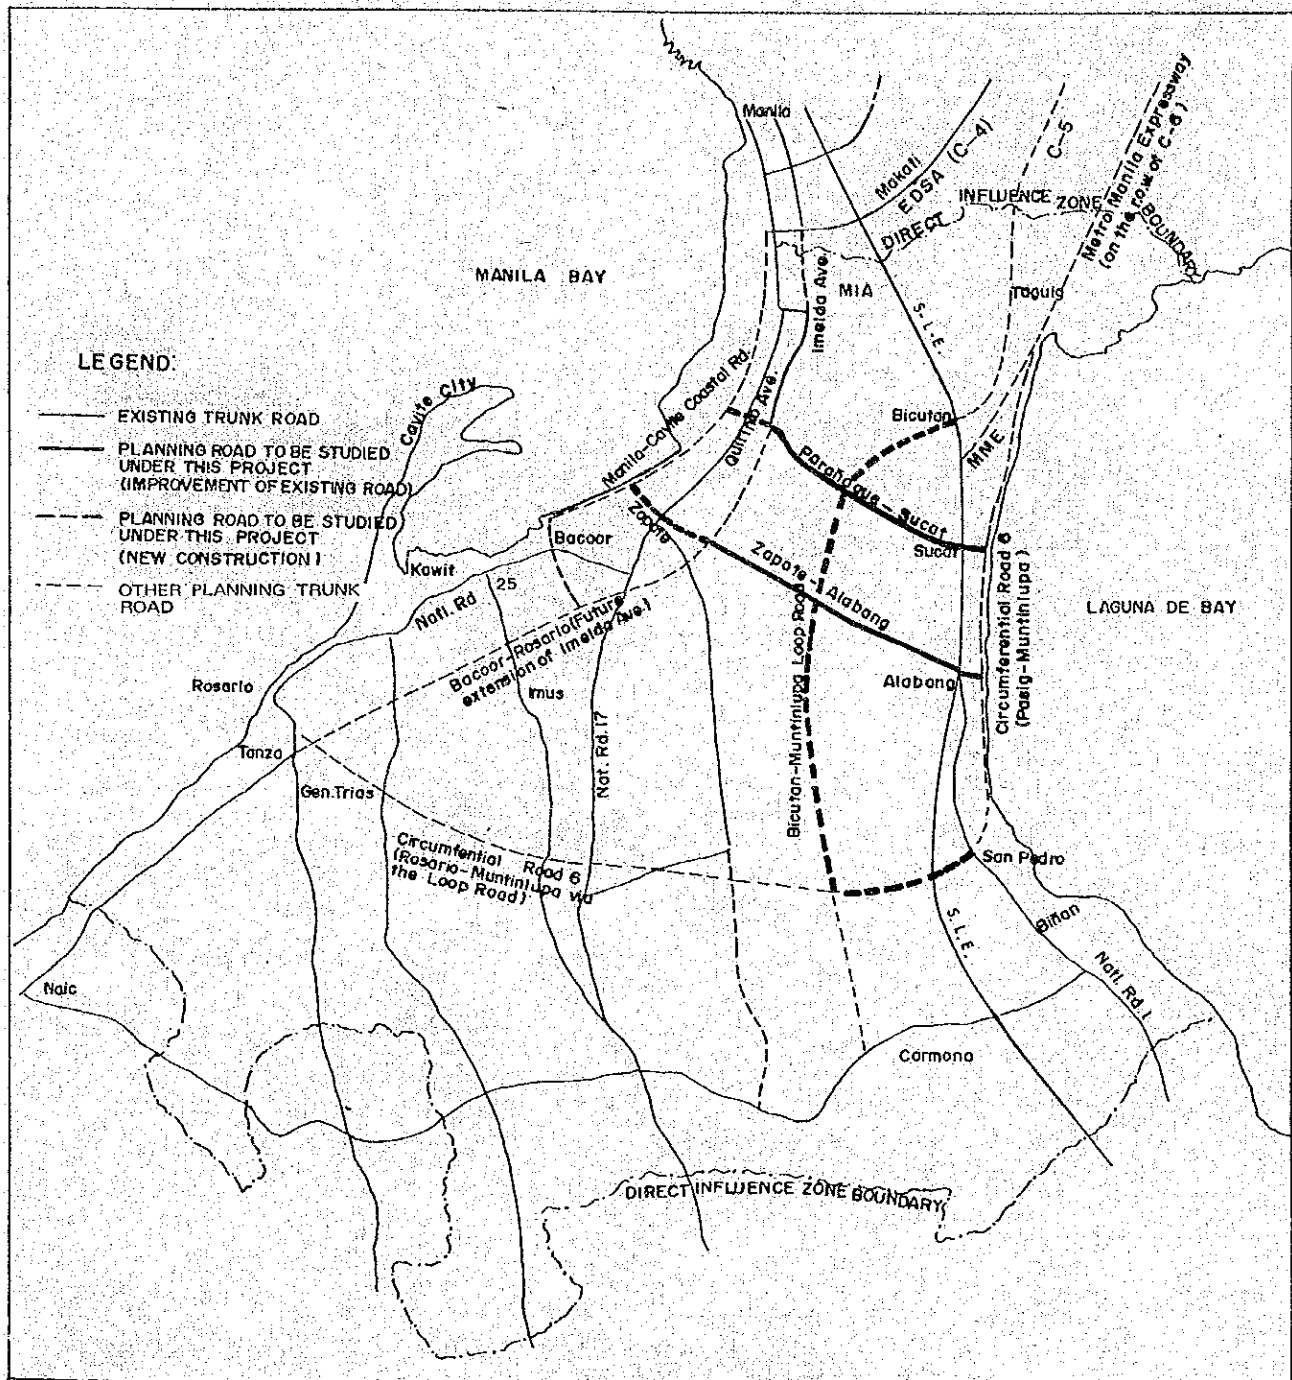 Manila
Makati
EDSA (C-4)
C-5
Metro Manila Expressway
(on the row of C-6)
DIRECT INFLUENCE ZONE BOUNDARY
MANILA BAY
MIA
Imelda Ave.
S.L.E.
Taguig
LEGEND:
EXISTING TRUNK ROAD
PLANNING ROAD TO BE STUDIED
UNDER THIS PROJECT
(IMPROVEMENT OF EXISTING ROAD)
PLANNING ROAD TO BE STUDIED
UNDER THIS PROJECT
(NEW CONSTRUCTION)
OTHER PLANNING TRUNK
ROAD
Cavite City
Manila-Cavite Coastal Rd.
Quirino Ave.
Bicutan
MME
Parañaque - Sucat
Sucat
Zapote
Bacoor
Kawit
25
Natl. Rd
Zapote - Alabang
Alabang
Circumferential Road 6
(Pasig-Muntinlupa)
LAGUNA DE BAY
Bacoor-Rosario (Future
extension of Imelda Ave.)
Rosario
Imus
Tanza
Gen. Trias
Nat. Rd. 17
Bicutan-Muntinlupa Loop Road
Circumfential Road 6
(Rosario-Muntinlupa via
the Loop Road)
San Pedro
Biñan
S.L.E.
Natl. Rd. 1
Naic
Carmona
DIRECT INFLUENCE ZONE BOUNDARY